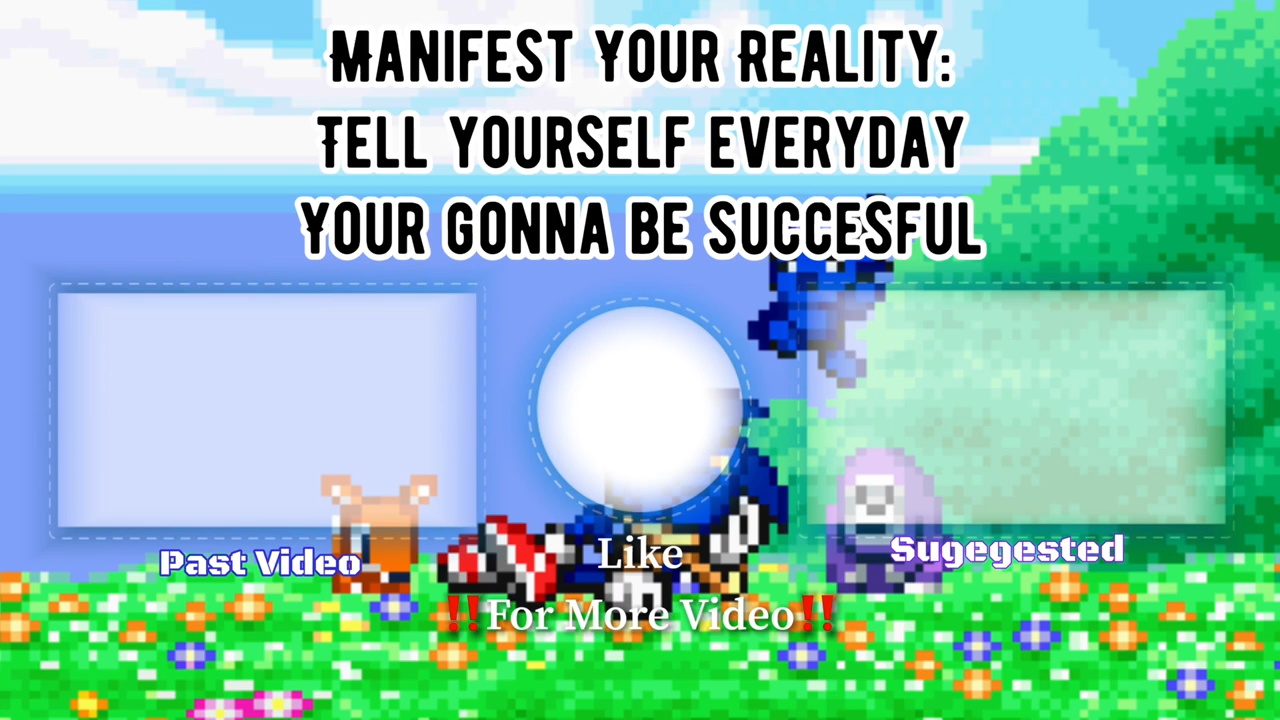 Manifest Your Reality:
Tell yourself everyday
Your gonna be Succesful
Past Video
Sugegested
Like
‼️For More Video‼️